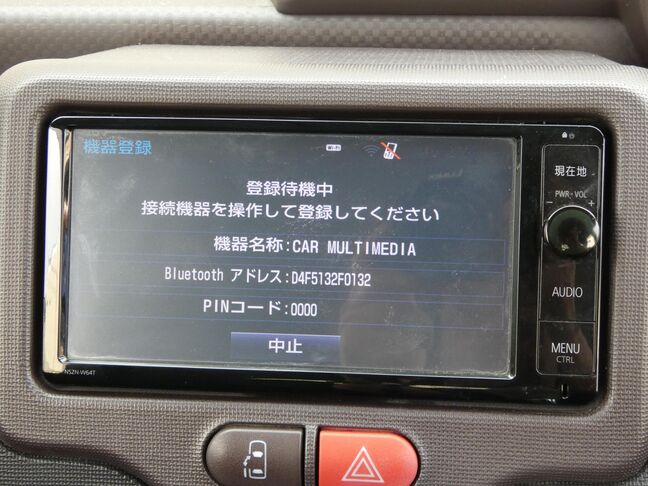 機器登録
Wi-Fi
登録待機中
接続機器を操作して登録してください
機器名称:CAR MULTIMEDIA
Bluetooth アドレス:D4F5132F0132
PINコード:0000
中止
現在地
PWR・VOL
- +
AUDIO
MENU
CTRL
NSZN-W64T